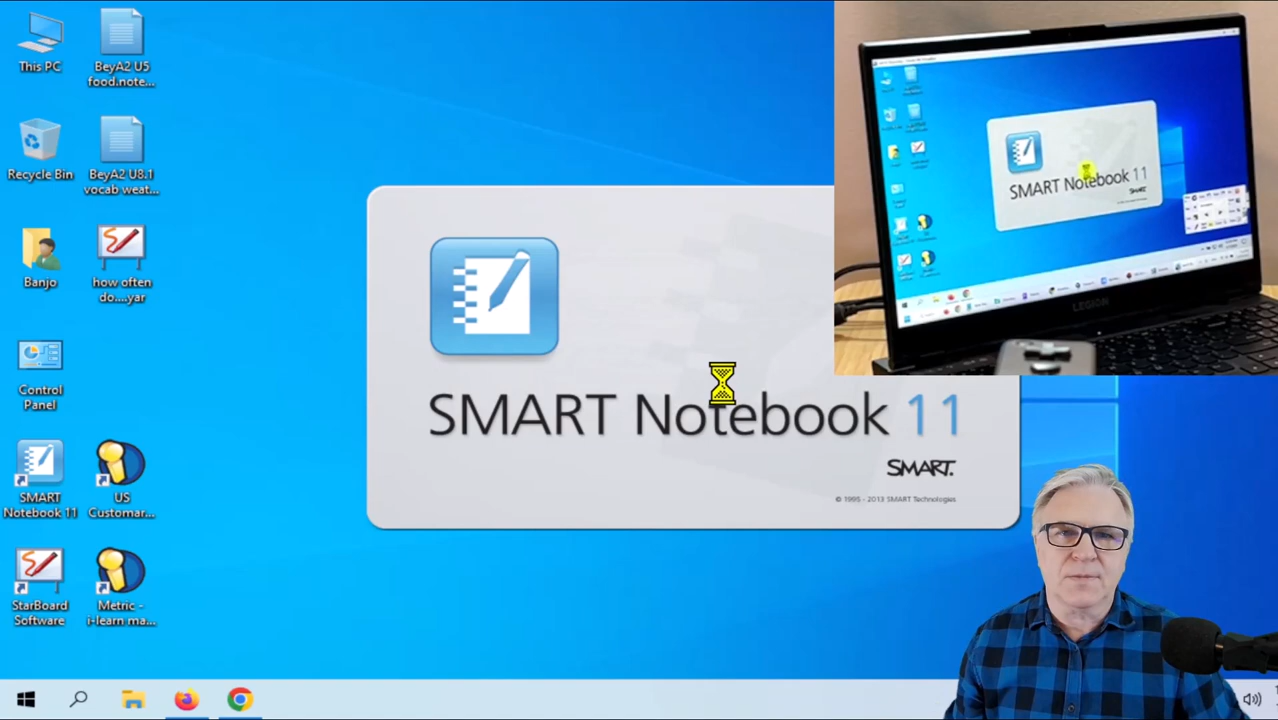 This PC
BeyA2 U5
food.note...
Recycle Bin
BeyA2 U8.1
vocab weat...
Banjo
how often
do....yar
Control
Panel
SMART
Notebook 11
US
Customar...
StarBoard
Software
Metric -
i-learn ma...
SMART Notebook 11
SMART
© 1995 - 2013 SMART Technologies
SMART Notebook 11
SMART
LEGION